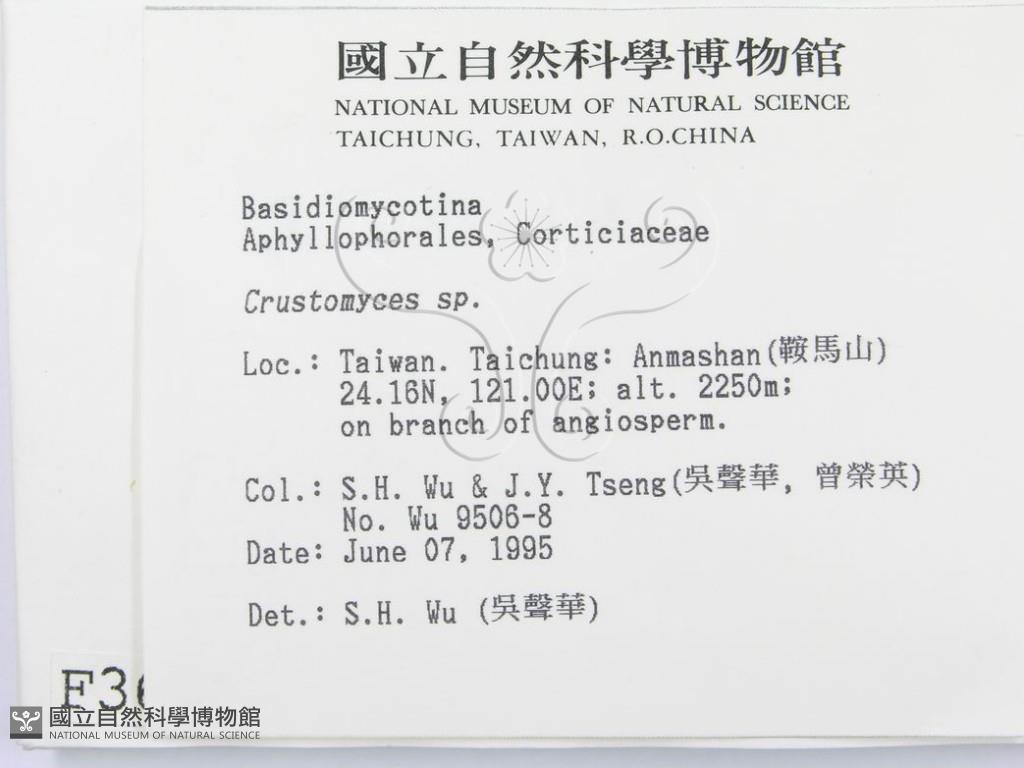 國立自然科學博物館
NATIONAL MUSEUM OF NATURAL SCIENCE
TAICHUNG, TAIWAN, R.O.CHINA
Basidiomycotina
Aphyllophorales, Corticiaceae
Crustomyces sp.
Loc.: Taiwan. Taichung: Anmashan(鞍馬山)
24.16N, 121.00E; alt. 2250m;
on branch of angiosperm.
Col.: S.H. Wu & J.Y. Tseng(吳聲華, 曾榮英)
No. Wu 9506-8
Date: June 07, 1995
Det.: S.H. Wu (吳聲華)
F36
國立自然科學博物館
NATIONAL MUSEUM OF NATURAL SCIENCE